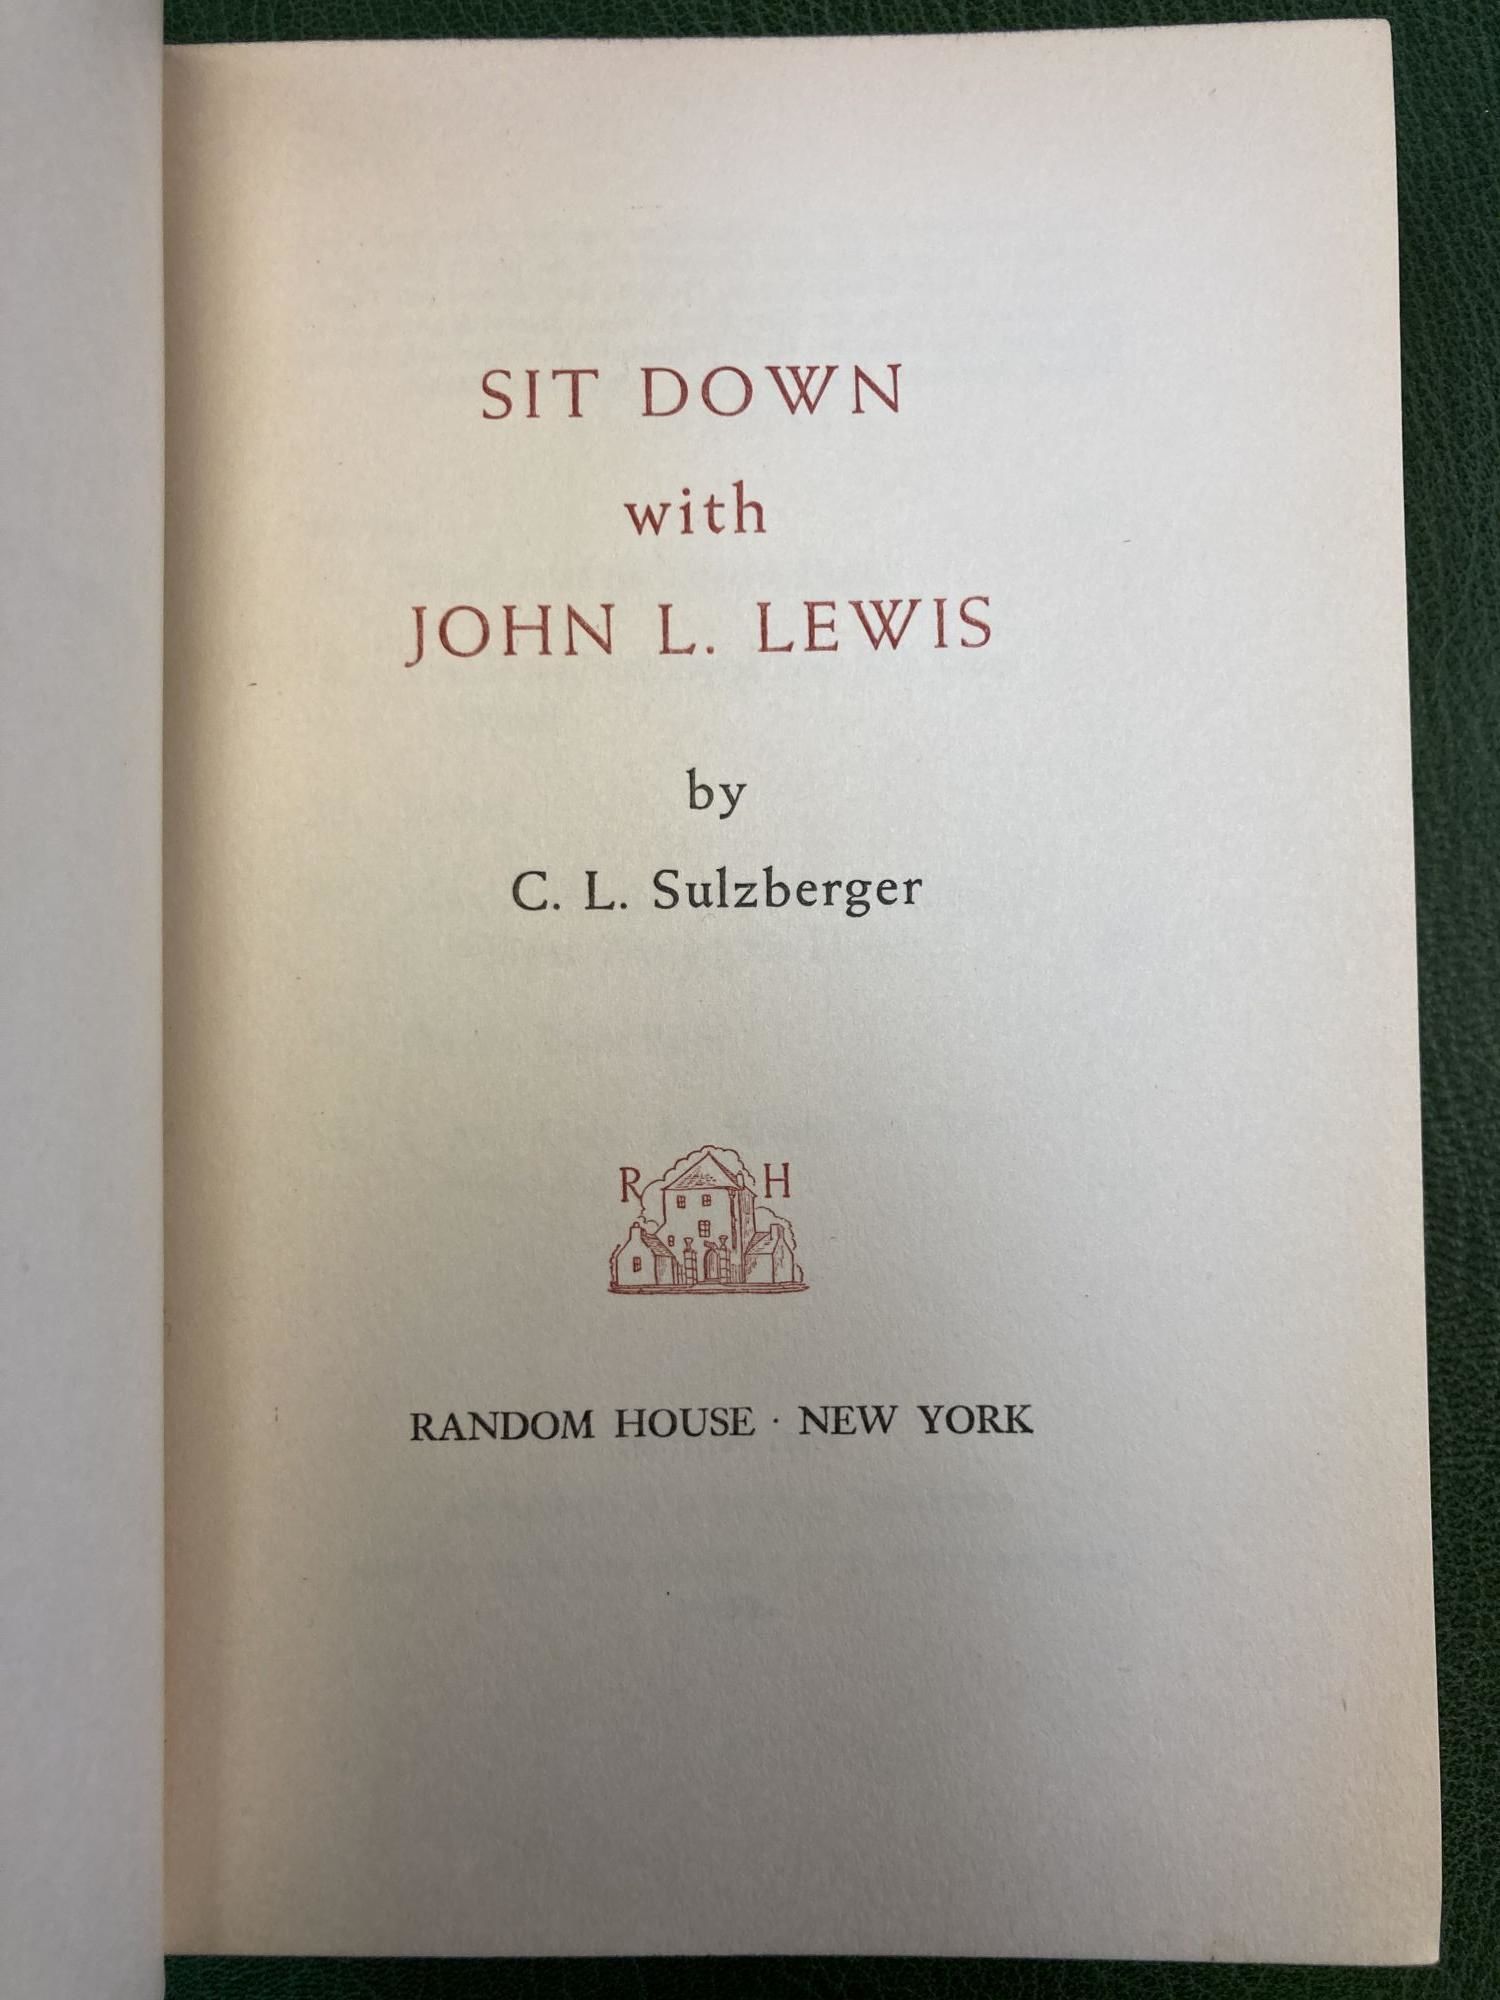 SIT DOWN
with
JOHN L. LEWIS
by
C. L. Sulzberger
R H
RANDOM HOUSE · NEW YORK